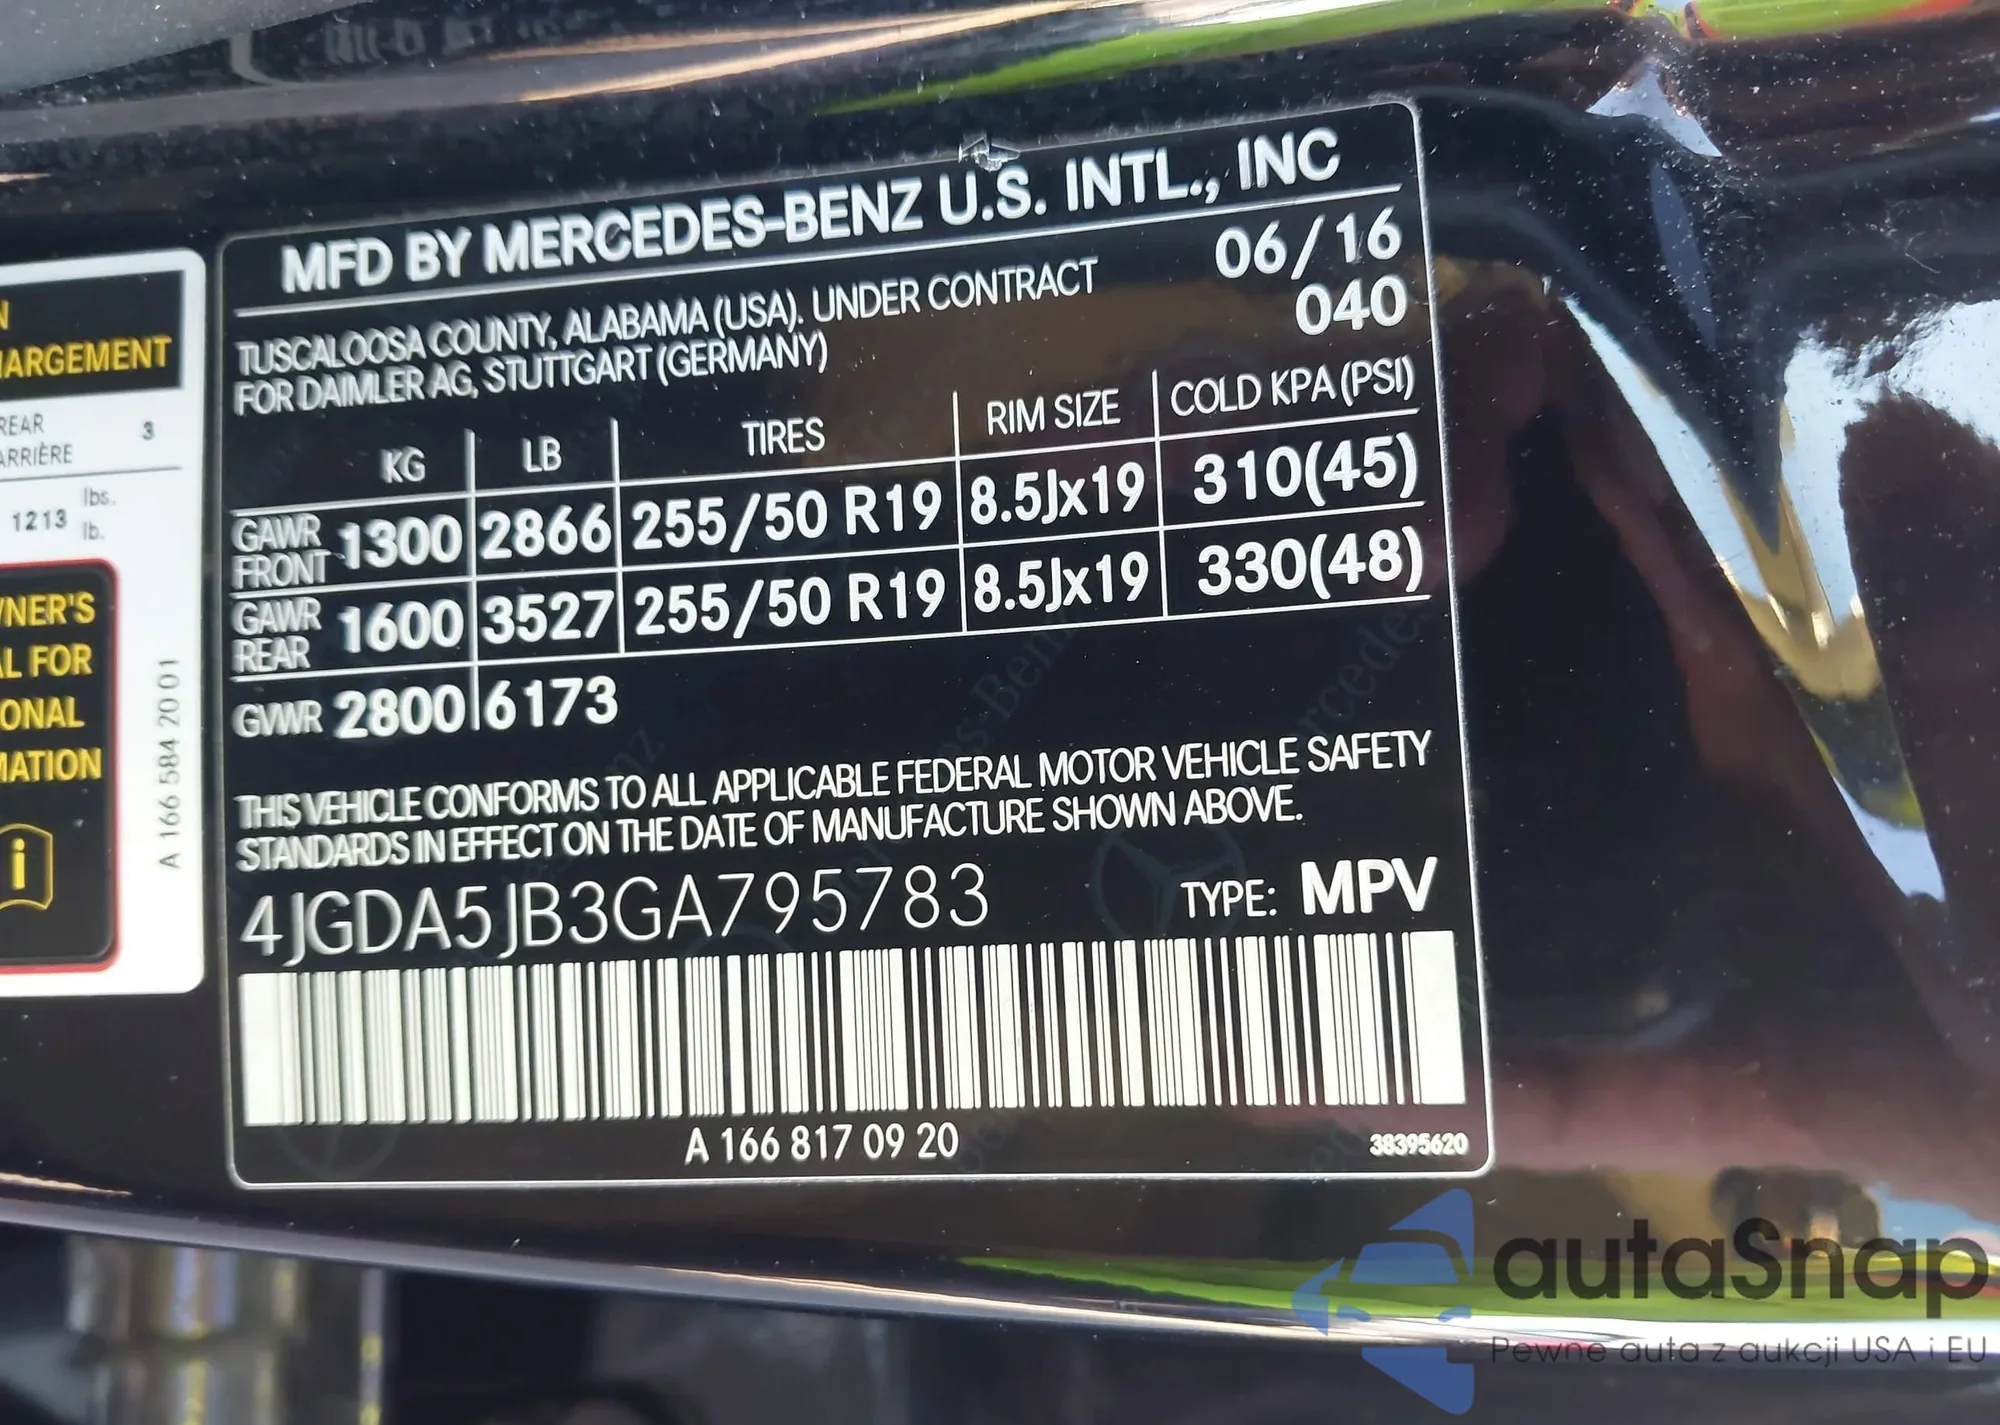 MFD BY MERCEDES-BENZ U.S. INTL., INC
06/16
TUSCALOOSA COUNTY, ALABAMA (USA). UNDER CONTRACT
FOR DAIMLER AG, STUTTGART (GERMANY)
040
KG LB TIRES RIM SIZE COLD KPA (PSI)
GAWR FRONT 1300 2866 255/50 R19 8.5Jx19 310(45)
GAWR REAR 1600 3527 255/50 R19 8.5Jx19 330(48)
GVWR 2800 6173
THIS VEHICLE CONFORMS TO ALL APPLICABLE FEDERAL MOTOR VEHICLE SAFETY
STANDARDS IN EFFECT ON THE DATE OF MANUFACTURE SHOWN ABOVE.
4JGDA5JB3GA795783 TYPE: MPV
A 166 817 09 20
38395620
REAR 3
1213 lbs.
lb.
L FOR
A 166 584 20 01
autaSnap
Pewne auta z aukcji USA i EU